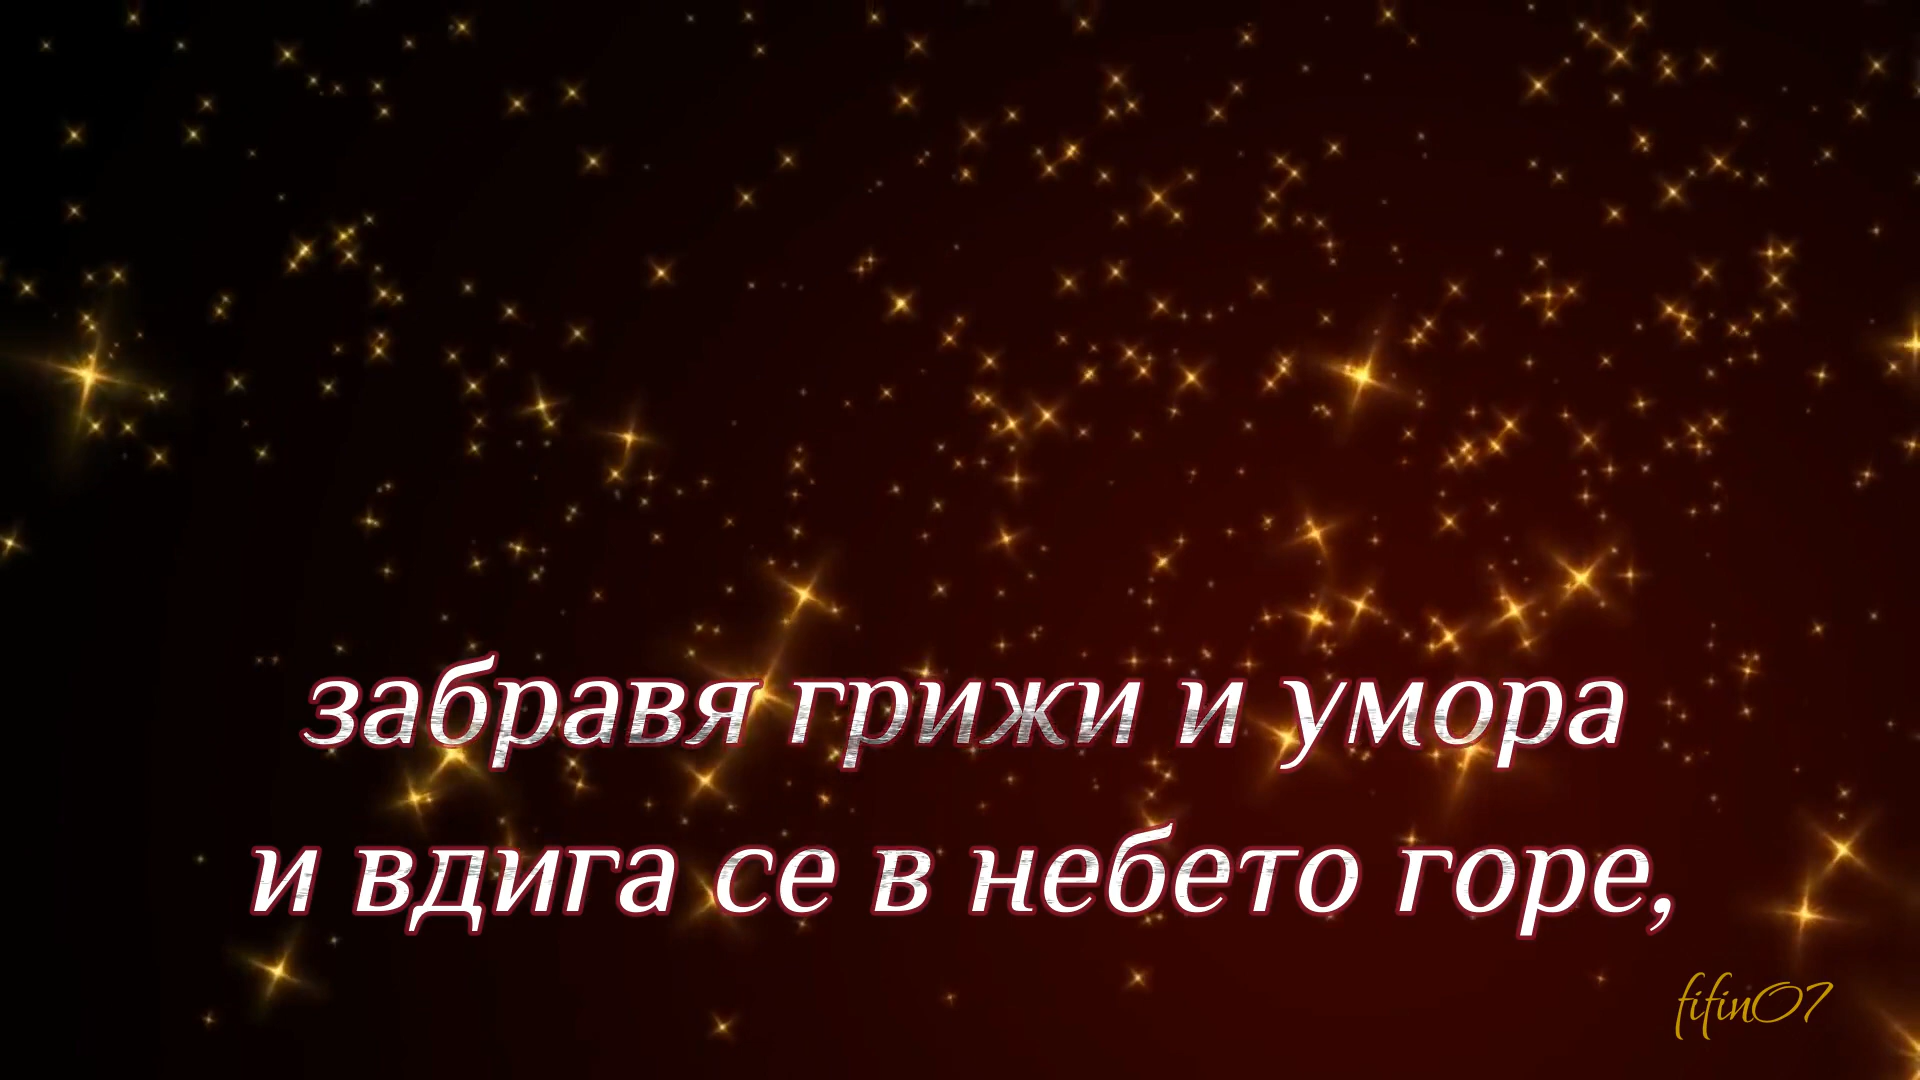 забравя грижи и умора
и вдига се в небето горе,
fifin07